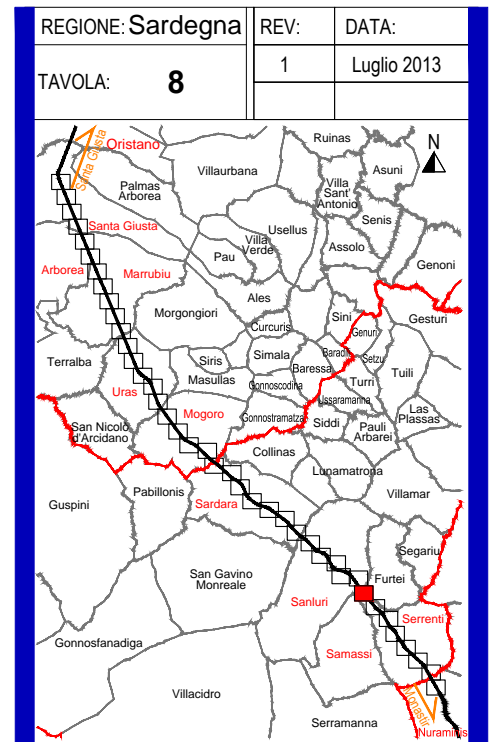 REGIONE: Sardegna
REV:
DATA:
TAVOLA: 8
1
Luglio 2013
N
Ruinas
Oristano
Santa Giusta
Asuni
Villaurbana
Villa
Sant'
Antonio
Palmas
Arborea
Senis
Usellus
Santa Giusta
Villa
Verde
Assolo
Pau
Genoni
Arborea
Marrubiu
Ales
Morgongiori
Sini
Gesturi
Curcuris
Genuri
Simala
Baradili
Setzu
Terralba
Siris
Baressa
Tuili
Masullas
Gonnoscodina
Turri
Uras
Ussaramanna
Mogoro
Gonnostramatza
Siddi
Las
Plassas
San Nicolò
d'Arcidano
Pauli
Arbarei
Collinas
Lunamatrona
Pabillonis
Villamar
Sardara
Guspini
Segariu
San Gavino
Monreale
Furtei
Sanluri
Serrenti
Gonnosfanadiga
Samassi
Villacidro
Monastir
Serramanna
Nuraminis